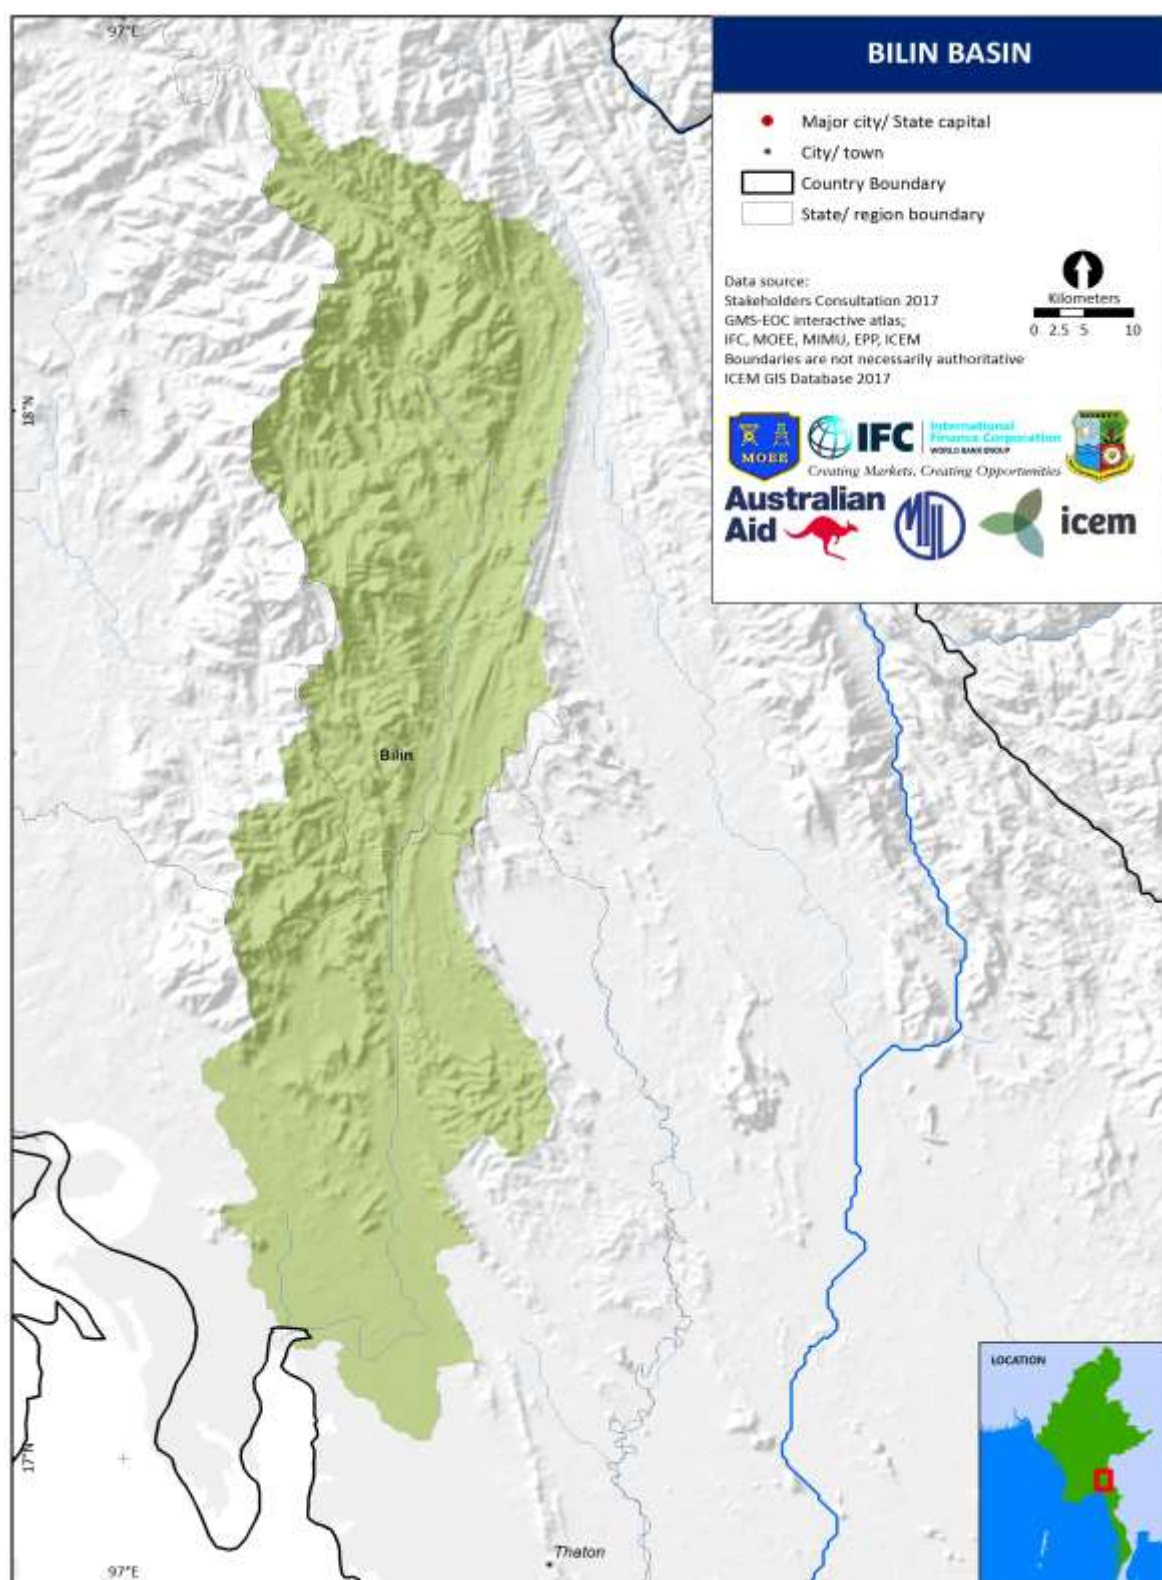 97°E
BILIN BASIN
Major city/ State capital
City/ town
Country Boundary
State/ region boundary
Data source:
Stakeholders Consultation 2017
GMS-EOC interactive atlas;
IFC, MOEE, MIMU, EPP, ICEM
Boundaries are not necessarily authoritative
ICEM GIS Database 2017
Kilometers
0 2.5 5 10
18°N
MOEE
IFC
International
Finance Corporation
WORLD BANK GROUP
Creating Markets, Creating Opportunities
Australian
Aid
icem
Bilin
LOCATION
17°N
Thaton
97°E